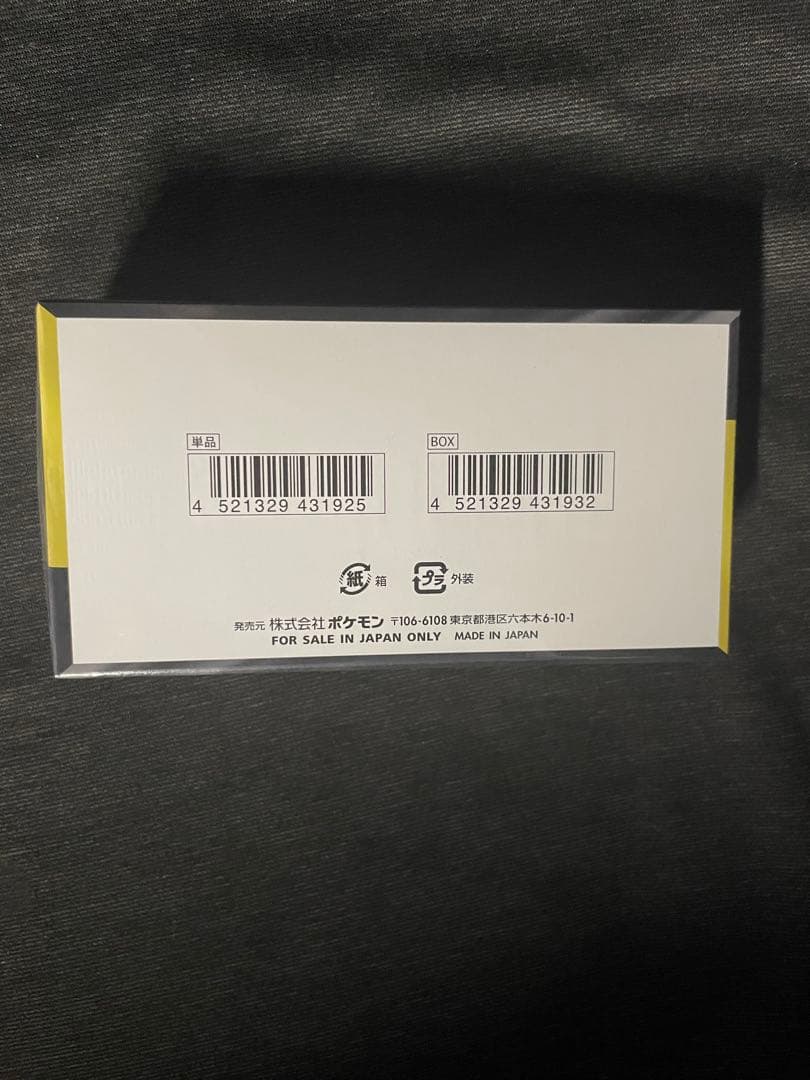 単品
4 521329 431925
BOX
4 521329 431932
紙 箱
プラ 外装
発売元 株式会社ポケモン 〒106-6108 東京都港区六本木6-10-1
FOR SALE IN JAPAN ONLY MADE IN JAPAN